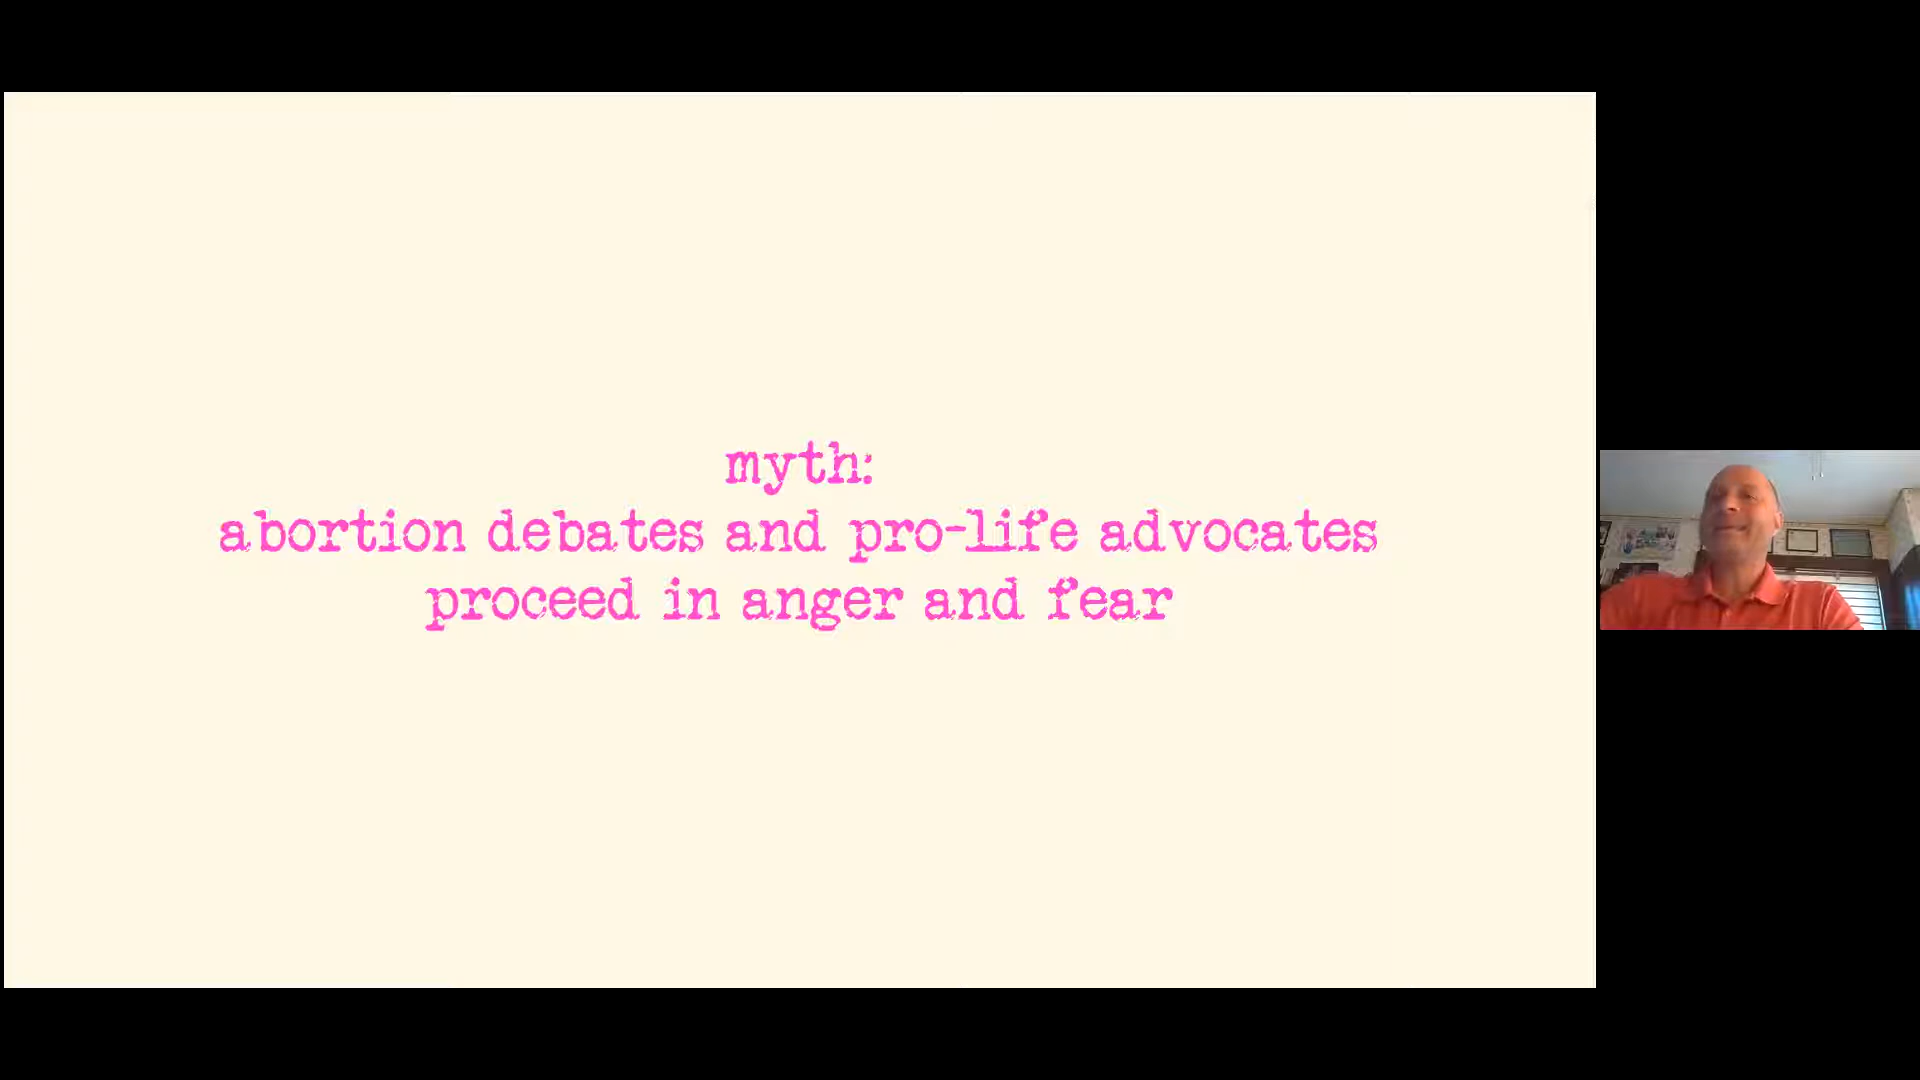 myth:
abortion debates and pro-life advocates
proceed in anger and fear